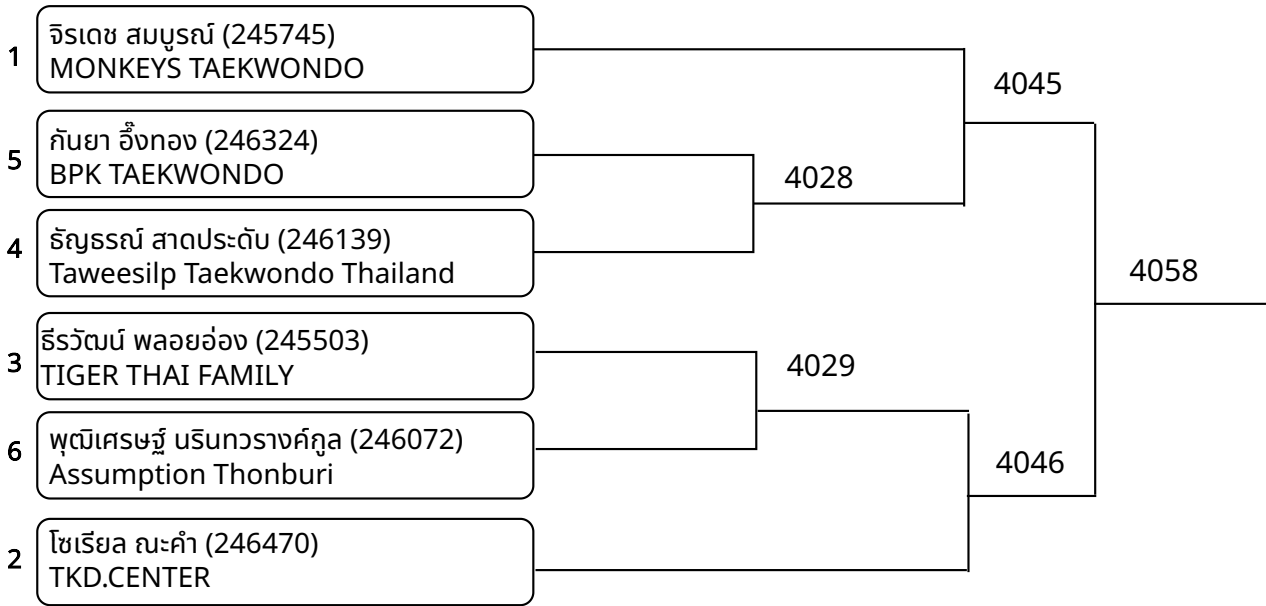 1
จิรเดช สมบูรณ์ (245745)
MONKEYS TAEKWONDO
4045
5
กันยา อึ๊งทอง (246324)
BPK TAEKWONDO
4028
4
ธัญธรณ์ สาดประดับ (246139)
Taweesilp Taekwondo Thailand
4058
3
ธีรวัฒน์ พลอยอ่อง (245503)
TIGER THAI FAMILY
4029
6
พุฒิเศรษฐ์ นรินทวรางค์กูล (246072)
Assumption Thonburi
4046
2
โซเรียล ณะคำ (246470)
TKD.CENTER